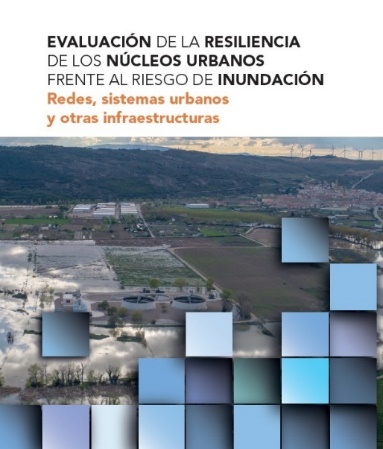 EVALUACIÓN DE LA RESILIENCIA
DE LOS NÚCLEOS URBANOS
FRENTE AL RIESGO DE INUNDACIÓN
Redes, sistemas urbanos
y otras infraestructuras